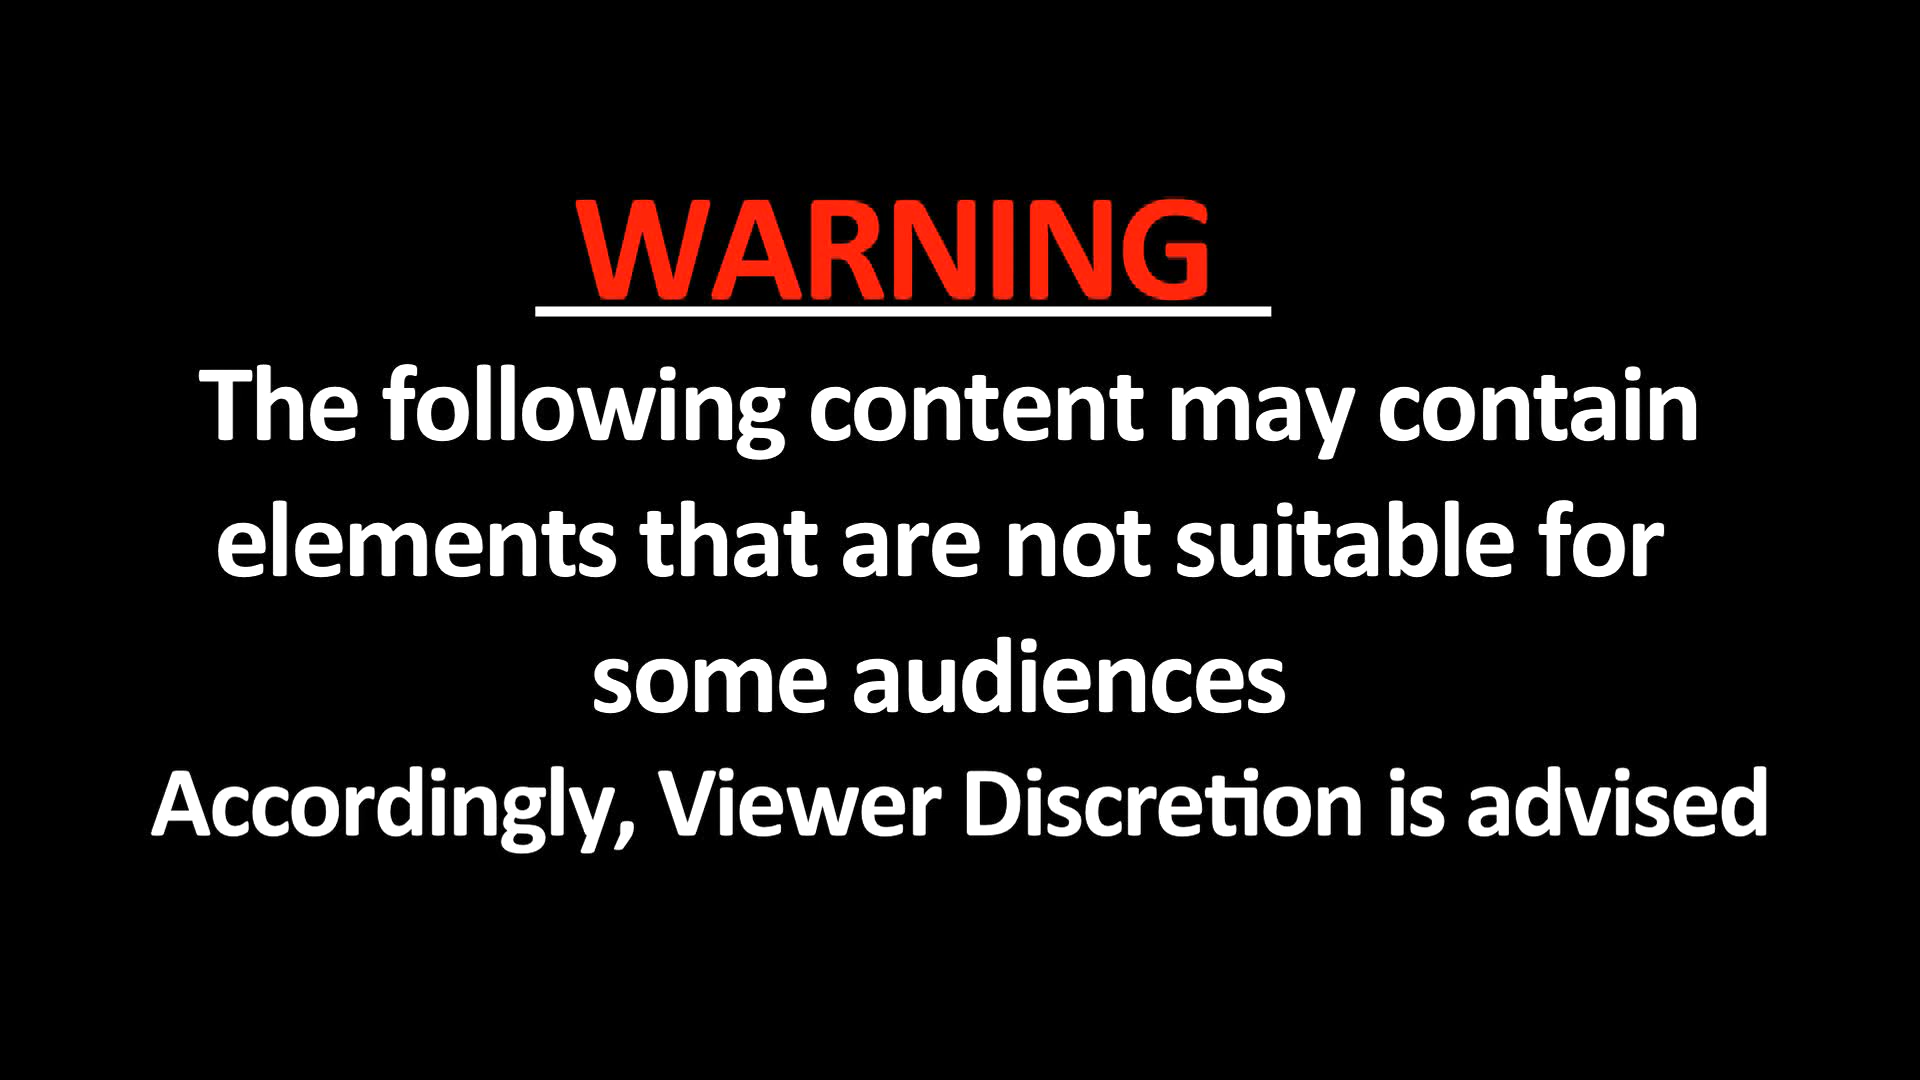 WARNING
The following content may contain
elements that are not suitable for
some audiences
Accordingly, Viewer Discretion is advised